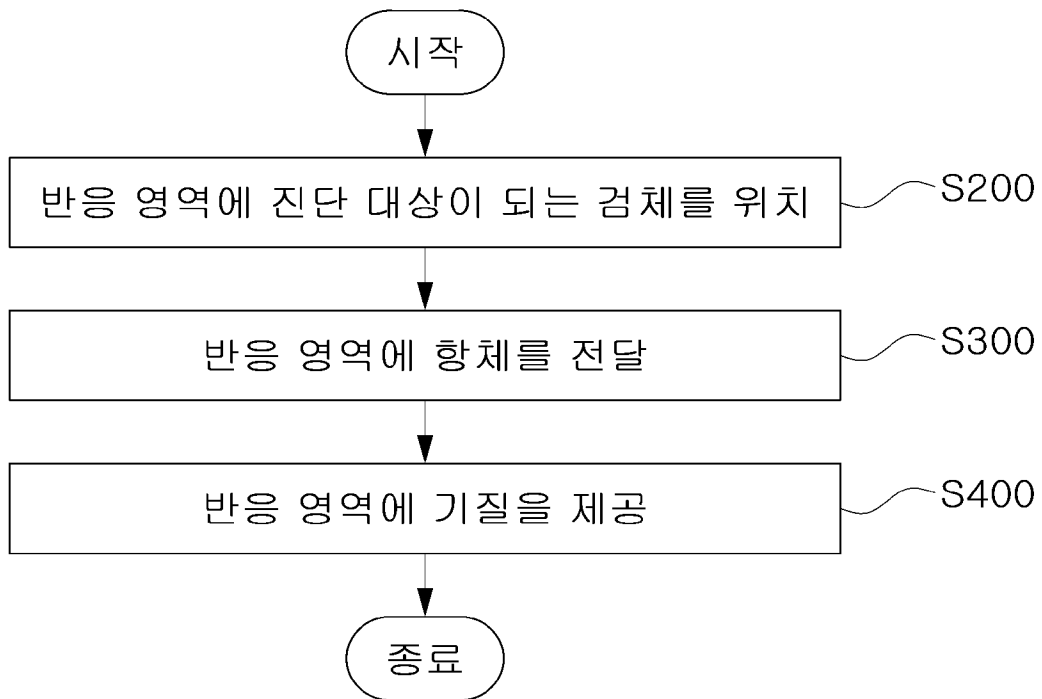 시작
반응 영역에 진단 대상이 되는 검체를 위치
S200
반응 영역에 항체를 전달
S300
반응 영역에 기질을 제공
S400
종료